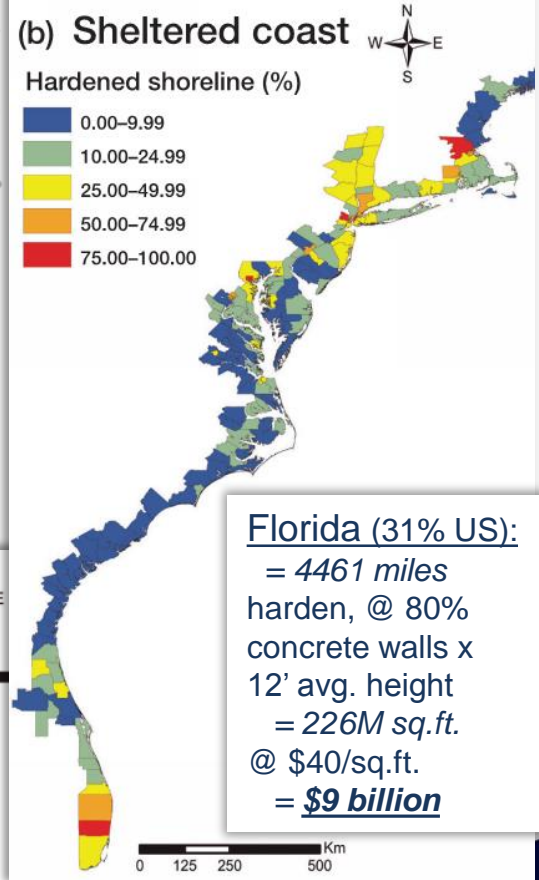 (b) Sheltered coast
N
W E
S
Hardened shoreline (%)
0.00–9.99
10.00–24.99
25.00–49.99
50.00–74.99
75.00–100.00
Florida (31% US):
= 4461 miles
harden, @ 80%
concrete walls x
12’ avg. height
= 226M sq.ft.
@ $40/sq.ft.
= $9 billion
E
Km
0 125 250 500